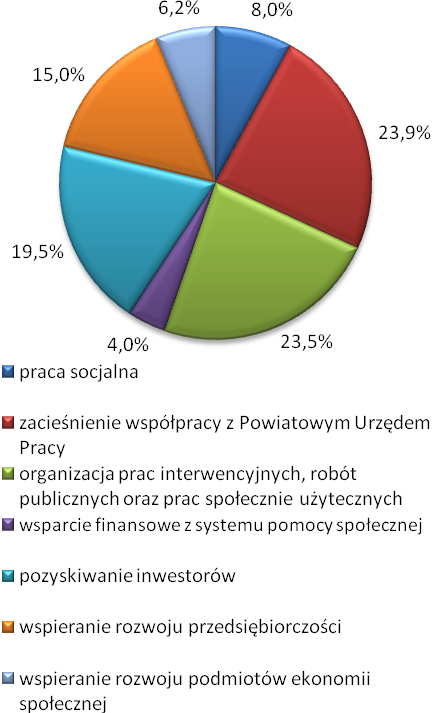 6,2%
8,0%
15,0%
23,9%
19,5%
4,0%
23,5%
praca socjalna
zacieśnienie współpracy z Powiatowym Urzędem
Pracy
organizacja prac interwencyjnych, robót
publicznych oraz prac społecznie użytecznych
wsparcie finansowe z systemu pomocy społecznej
pozyskiwanie inwestorów
wspieranie rozwoju przedsiębiorczości
wspieranie rozwoju podmiotów ekonomii
społecznej